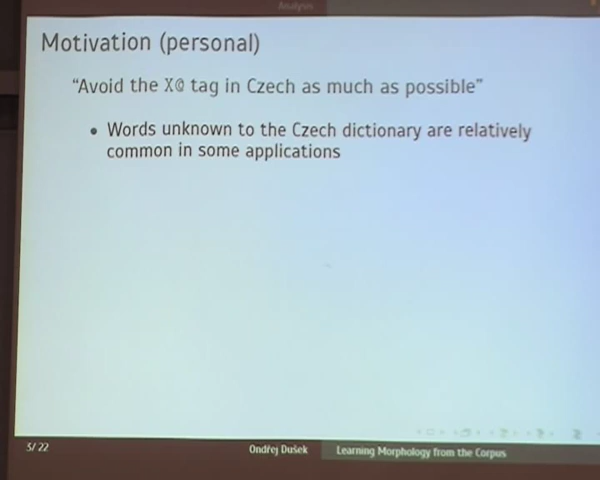 Analysis
Motivation (personal)
“Avoid the X@ tag in Czech as much as possible”
• Words unknown to the Czech dictionary are relatively
common in some applications
5/22
Ondřej Dušek
Learning Morphology from the Corpus